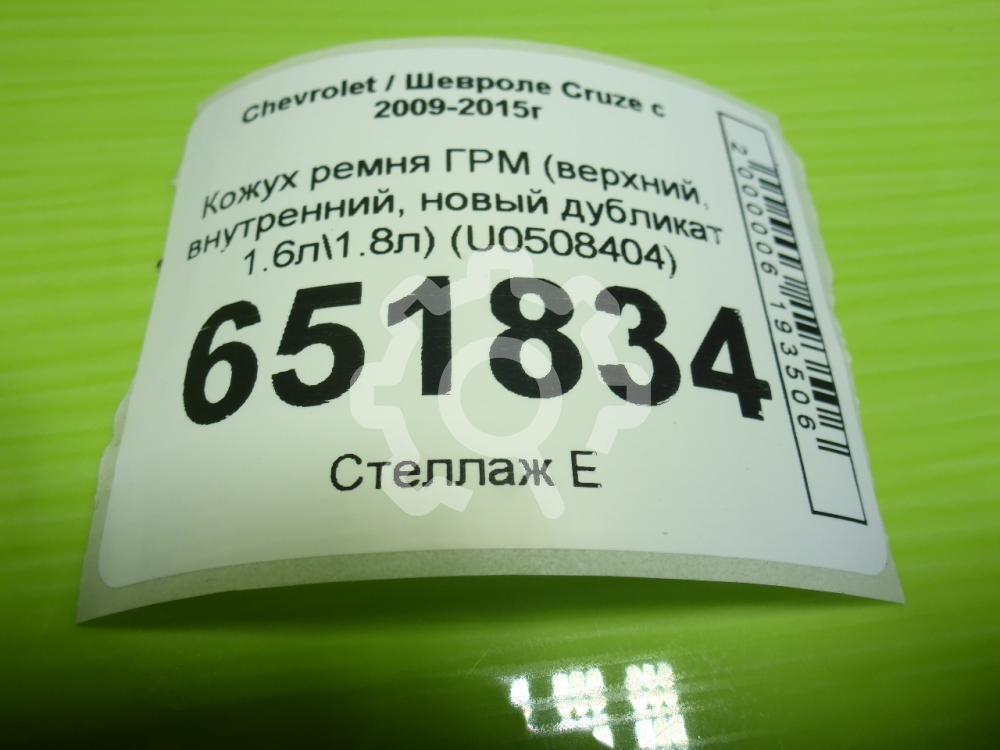 Chevrolet / Шевроле Cruze с
2009-2015г
Кожух ремня ГРМ (верхний,
внутренний, новый дубликат
1.6л\1.8л) (U0508404)
651834
Стеллаж Е
2000006193506